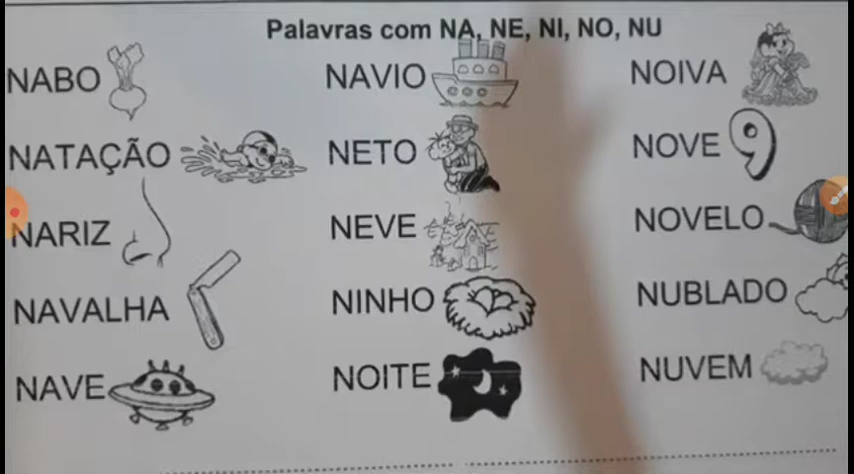 Palavras com NA, NE, NI, NO, NU
NABO
NATAÇÃO
NARIZ
NAVALHA
NAVE
NAVIO
NETO
NEVE
NINHO
NOITE
NOIVA
NOVE 9
NOVELO
NUBLADO
NUVEM